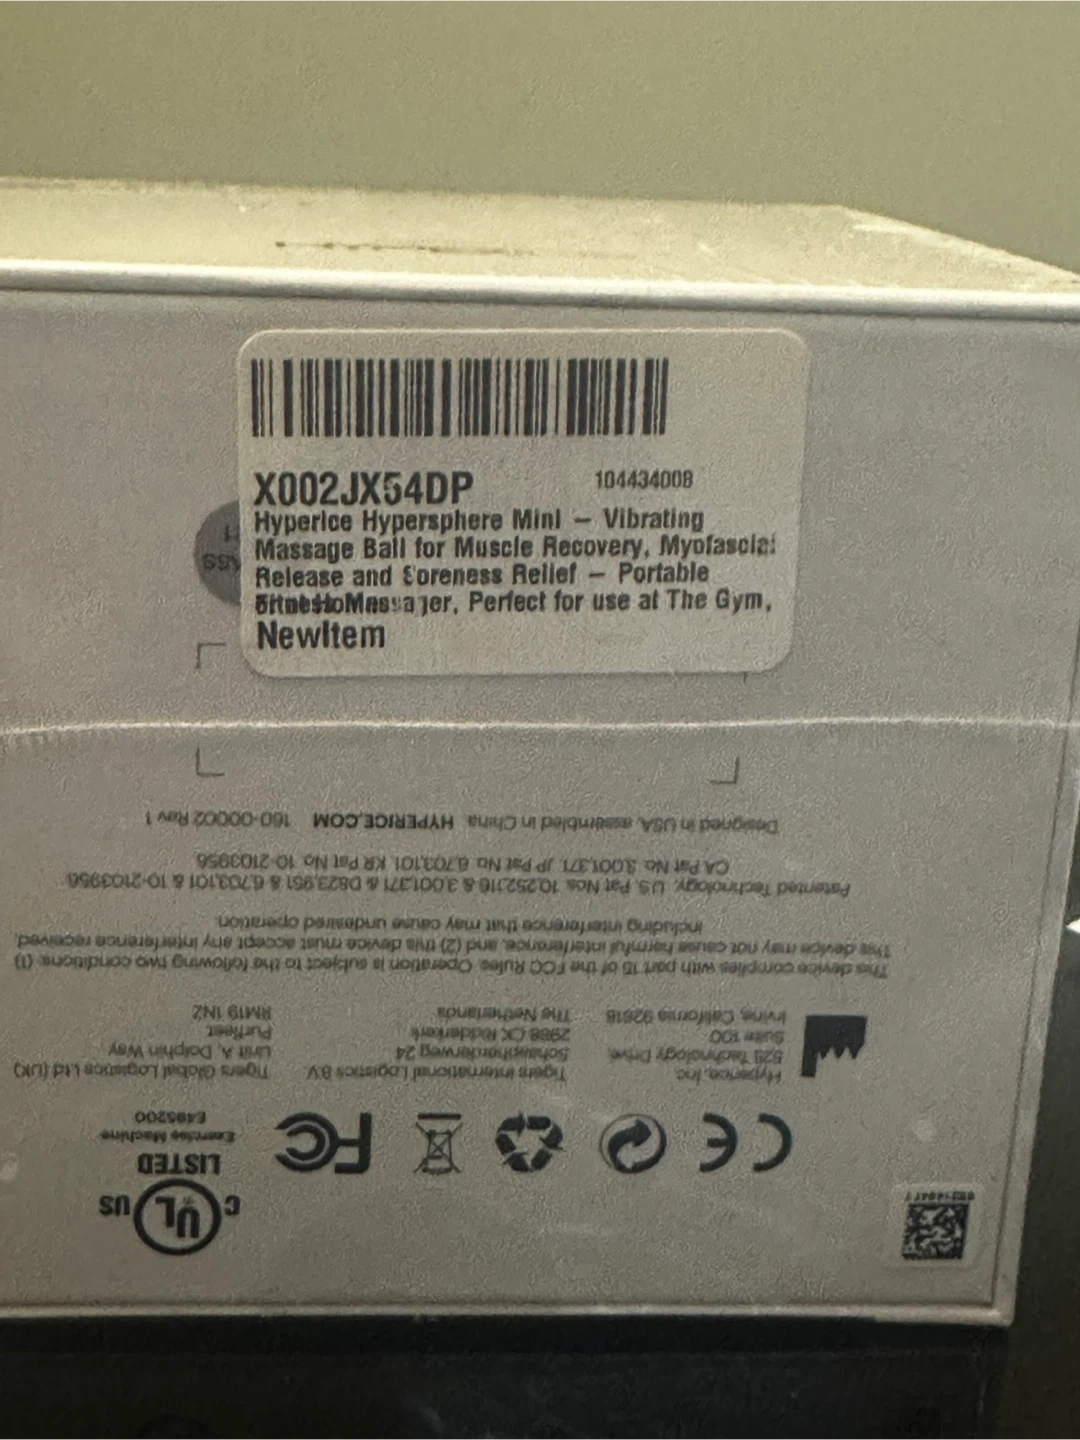 X002JX54DP
104434008
HyperIce Hypersphere Mini – Vibrating
Massage Ball for Muscle Recovery, Myofascial
Release and Soreness Relief – Portable
Massager, Perfect for use at The Gym,
NewItem
C UL US
LISTED
Exercise Machine
E495200
CE
FC
Hyperice, Inc.
525 Technology Drive,
Suite 100
Irvine, California 92618
Tigers International Logistics B.V.
Schaapherderweg 24
2988 CK Ridderkerk
The Netherlands
Tigers Global Logistics Ltd (UK)
Unit A, Dolphin Way,
Purfleet
RM19 1NZ
This device complies with part 15 of the FCC Rules. Operation is subject to the following two conditions: (1)
This device may not cause harmful interference, and (2) this device must accept any interference received,
including interference that may cause undesired operation.
Patented Technology. U.S. Pat Nos. 10,252,116 & 3,001,371 & D823,951 & 6,703,101 & 10-2103956
CA Pat No. 3,001,371 JP Pat No. 6,703,101 KR Pat No. 10-2103956
Designed in USA, assembled in China HYPERICE.COM 160-00002 Rev 1